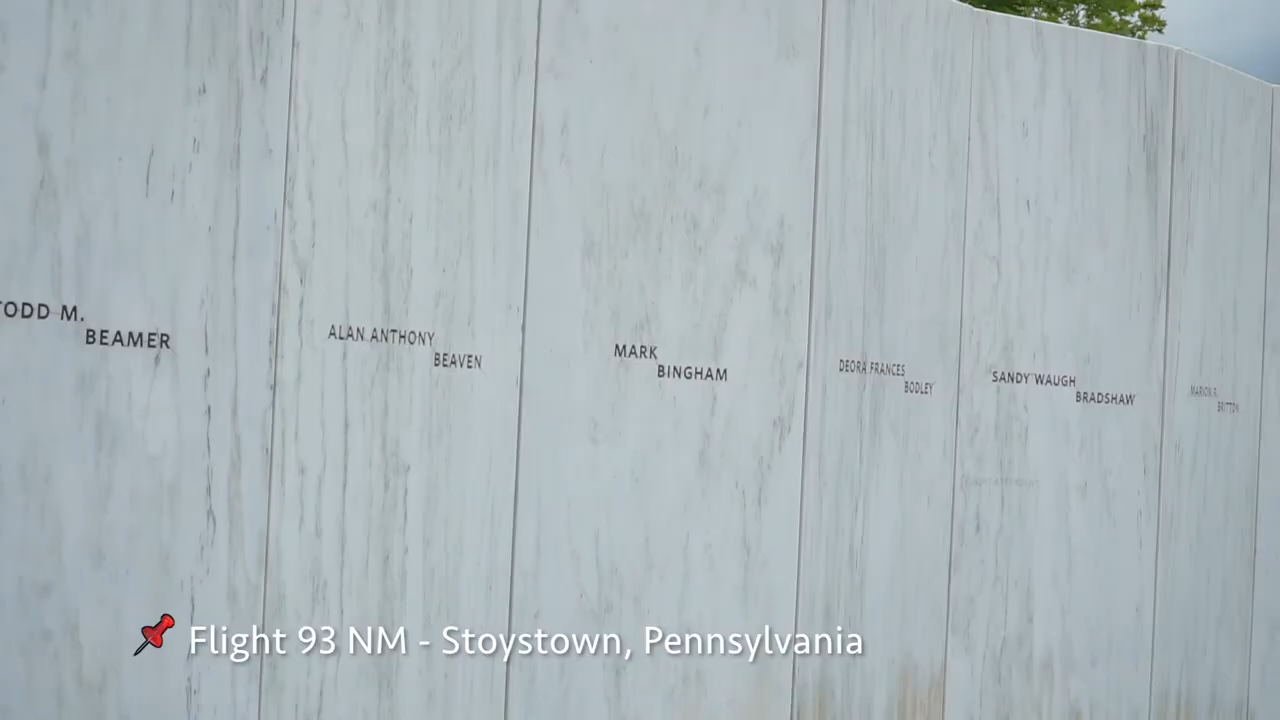 TODD M.
BEAMER
ALAN ANTHONY
BEAVEN
MARK
BINGHAM
DEORA FRANCES
BODLEY
SANDY WAUGH
BRADSHAW
MARION R.
BRITTON
Flight 93 NM - Stoystown, Pennsylvania